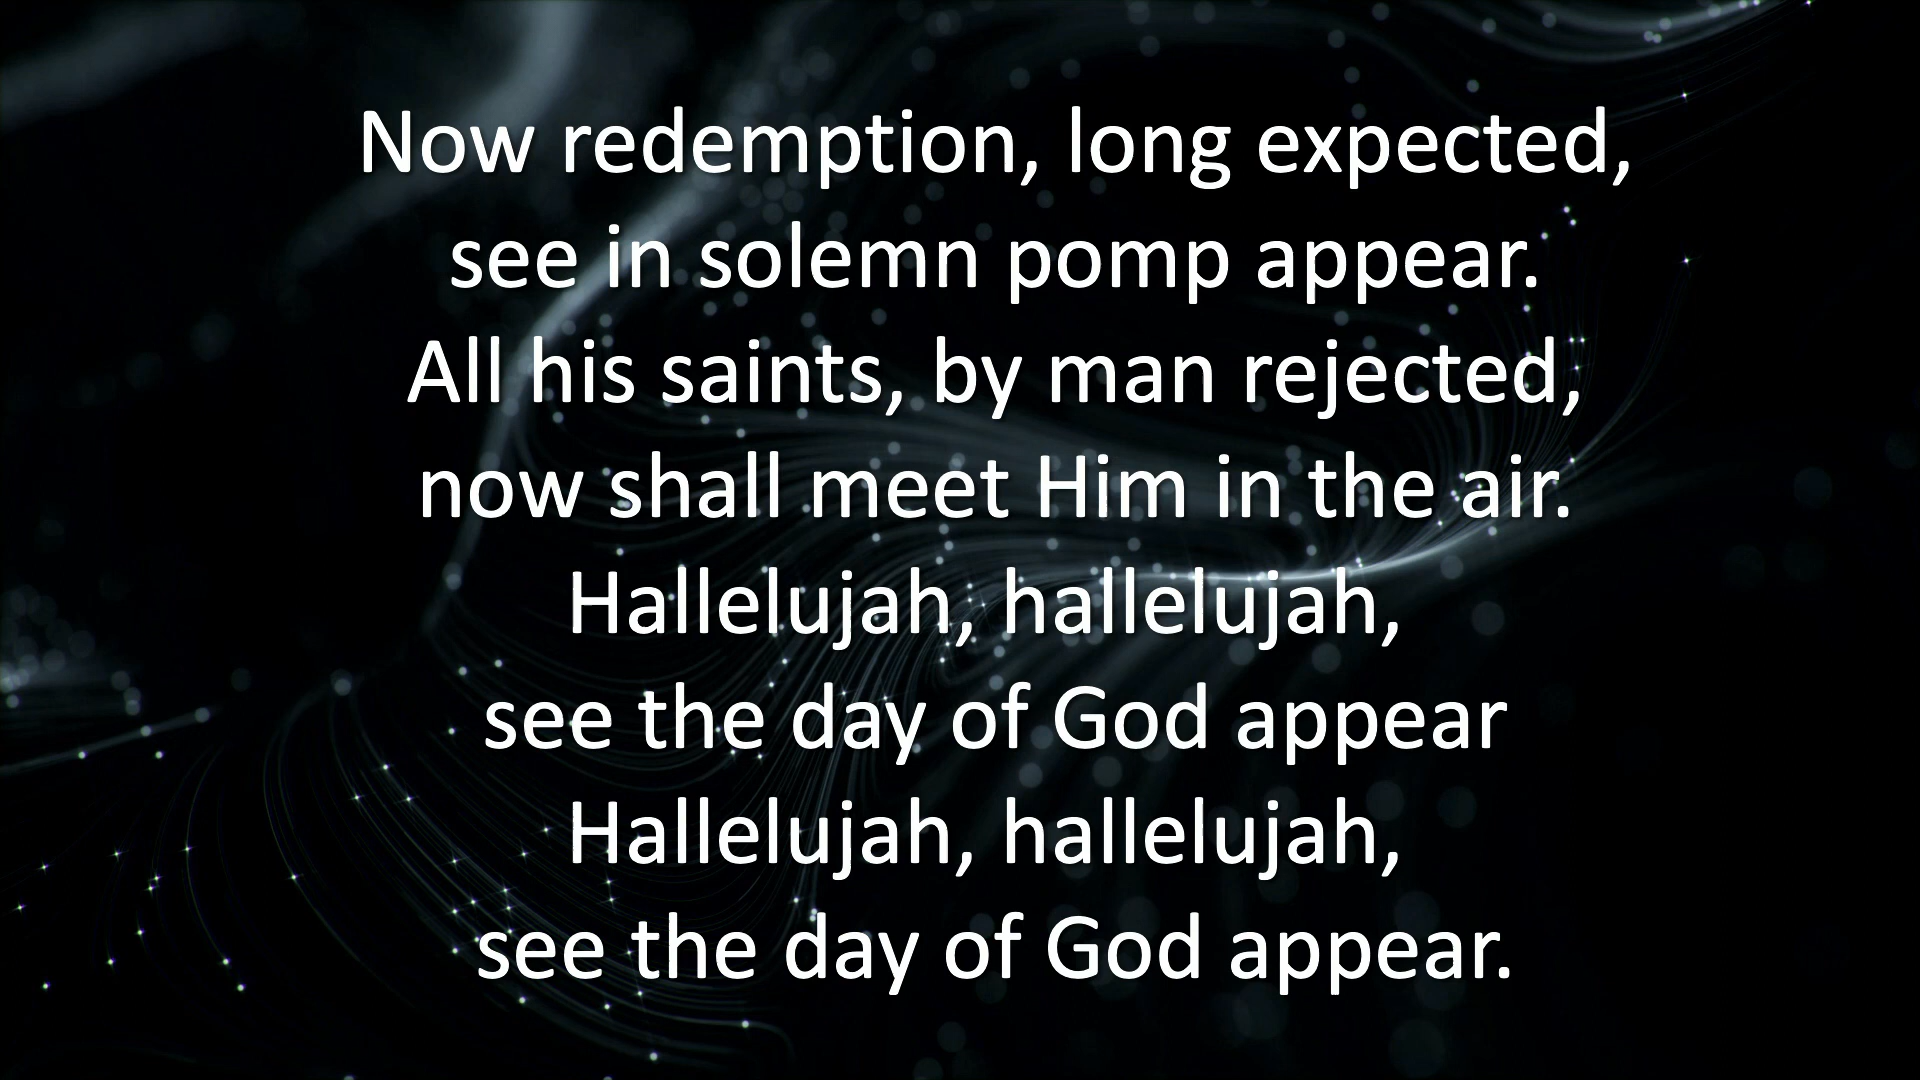 Now redemption, long expected,
see in solemn pomp appear.
All his saints, by man rejected,
now shall meet Him in the air.
Hallelujah, hallelujah,
see the day of God appear
Hallelujah, hallelujah,
see the day of God appear.